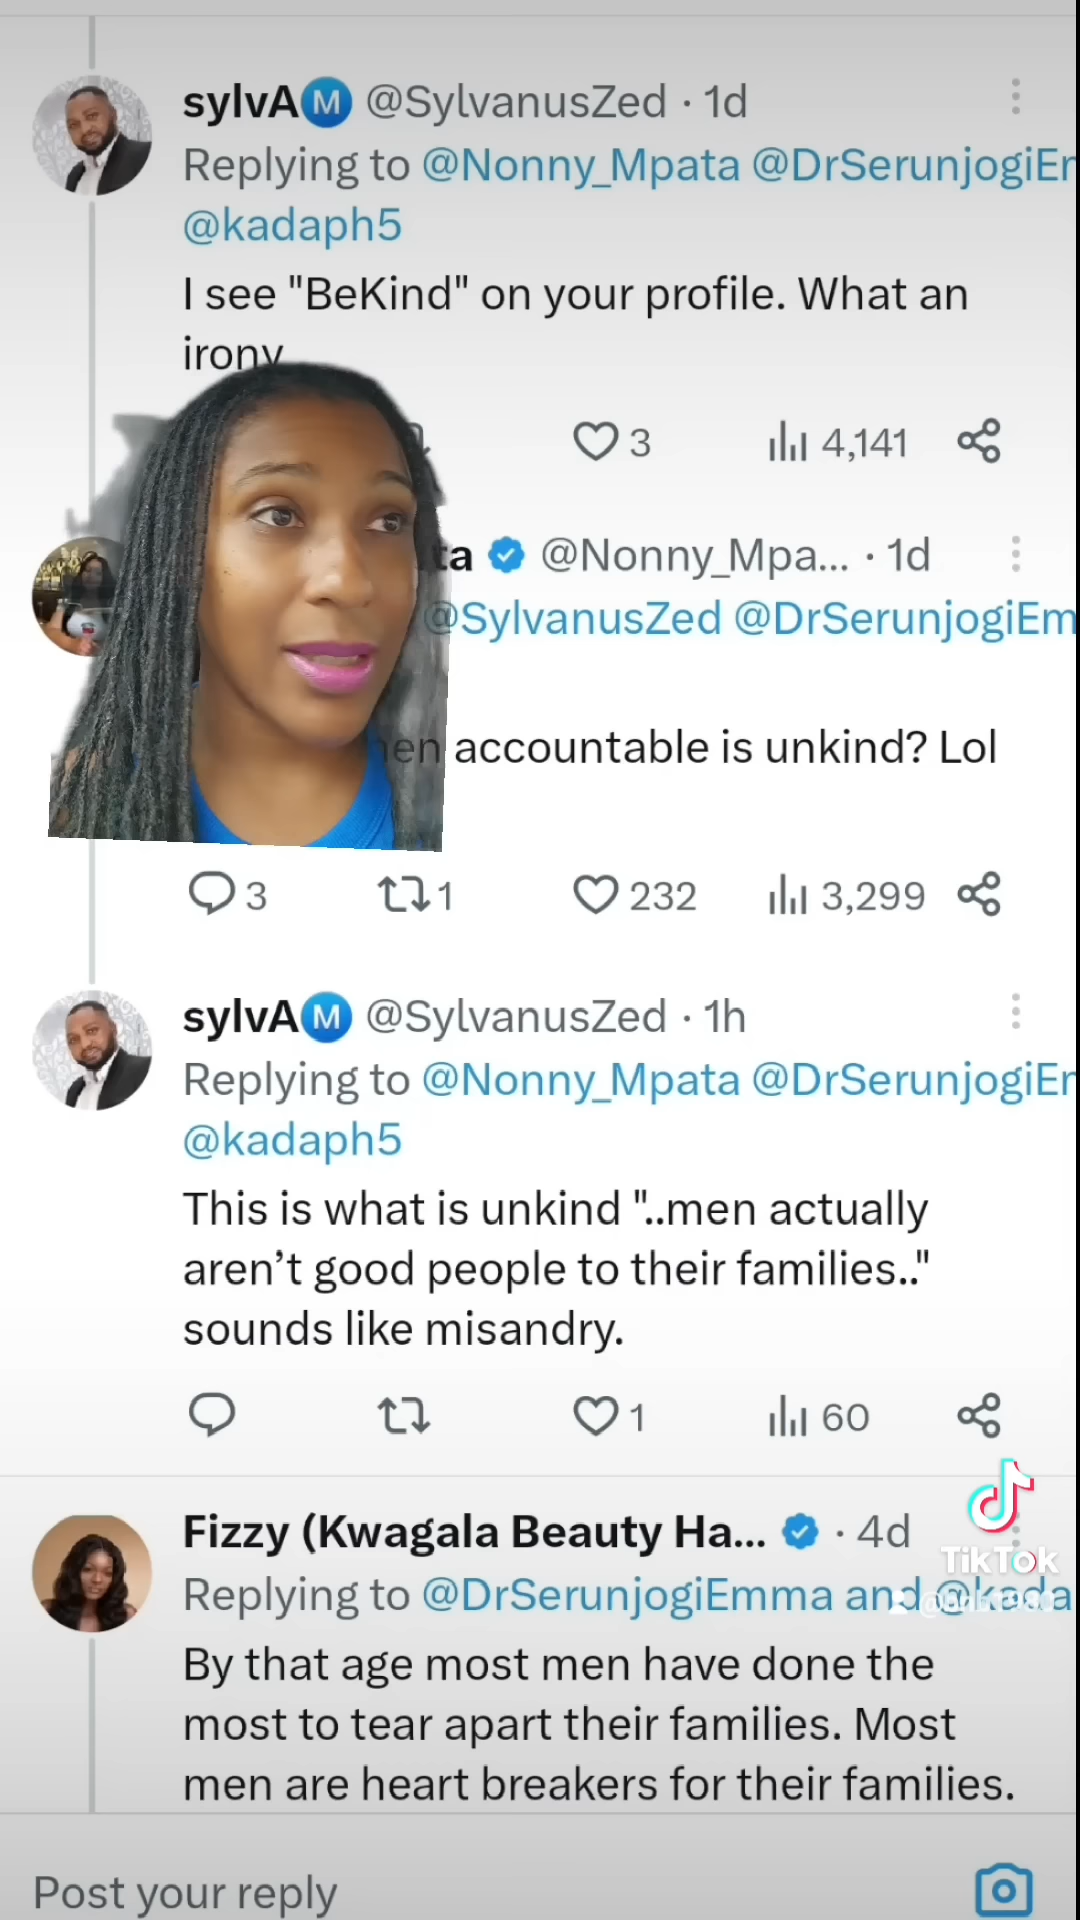 sylvA M @SylvanusZed · 1d
Replying to @Nonny_Mpata @DrSerunjogiEr
@kadaph5
I see "BeKind" on your profile. What an
irony
3 4,141
ta @Nonny_Mpa... · 1d
@SylvanusZed @DrSerunjogiEm
en accountable is unkind? Lol
3 1 232 3,299
sylvA M @SylvanusZed · 1h
Replying to @Nonny_Mpata @DrSerunjogiEr
@kadaph5
This is what is unkind "..men actually
aren’t good people to their families.."
sounds like misandry.
1 60
Fizzy (Kwagala Beauty Ha... · 4d
Replying to @DrSerunjogiEmma and @kada
By that age most men have done the
most to tear apart their families. Most
men are heart breakers for their families.
TikTok
Post your reply